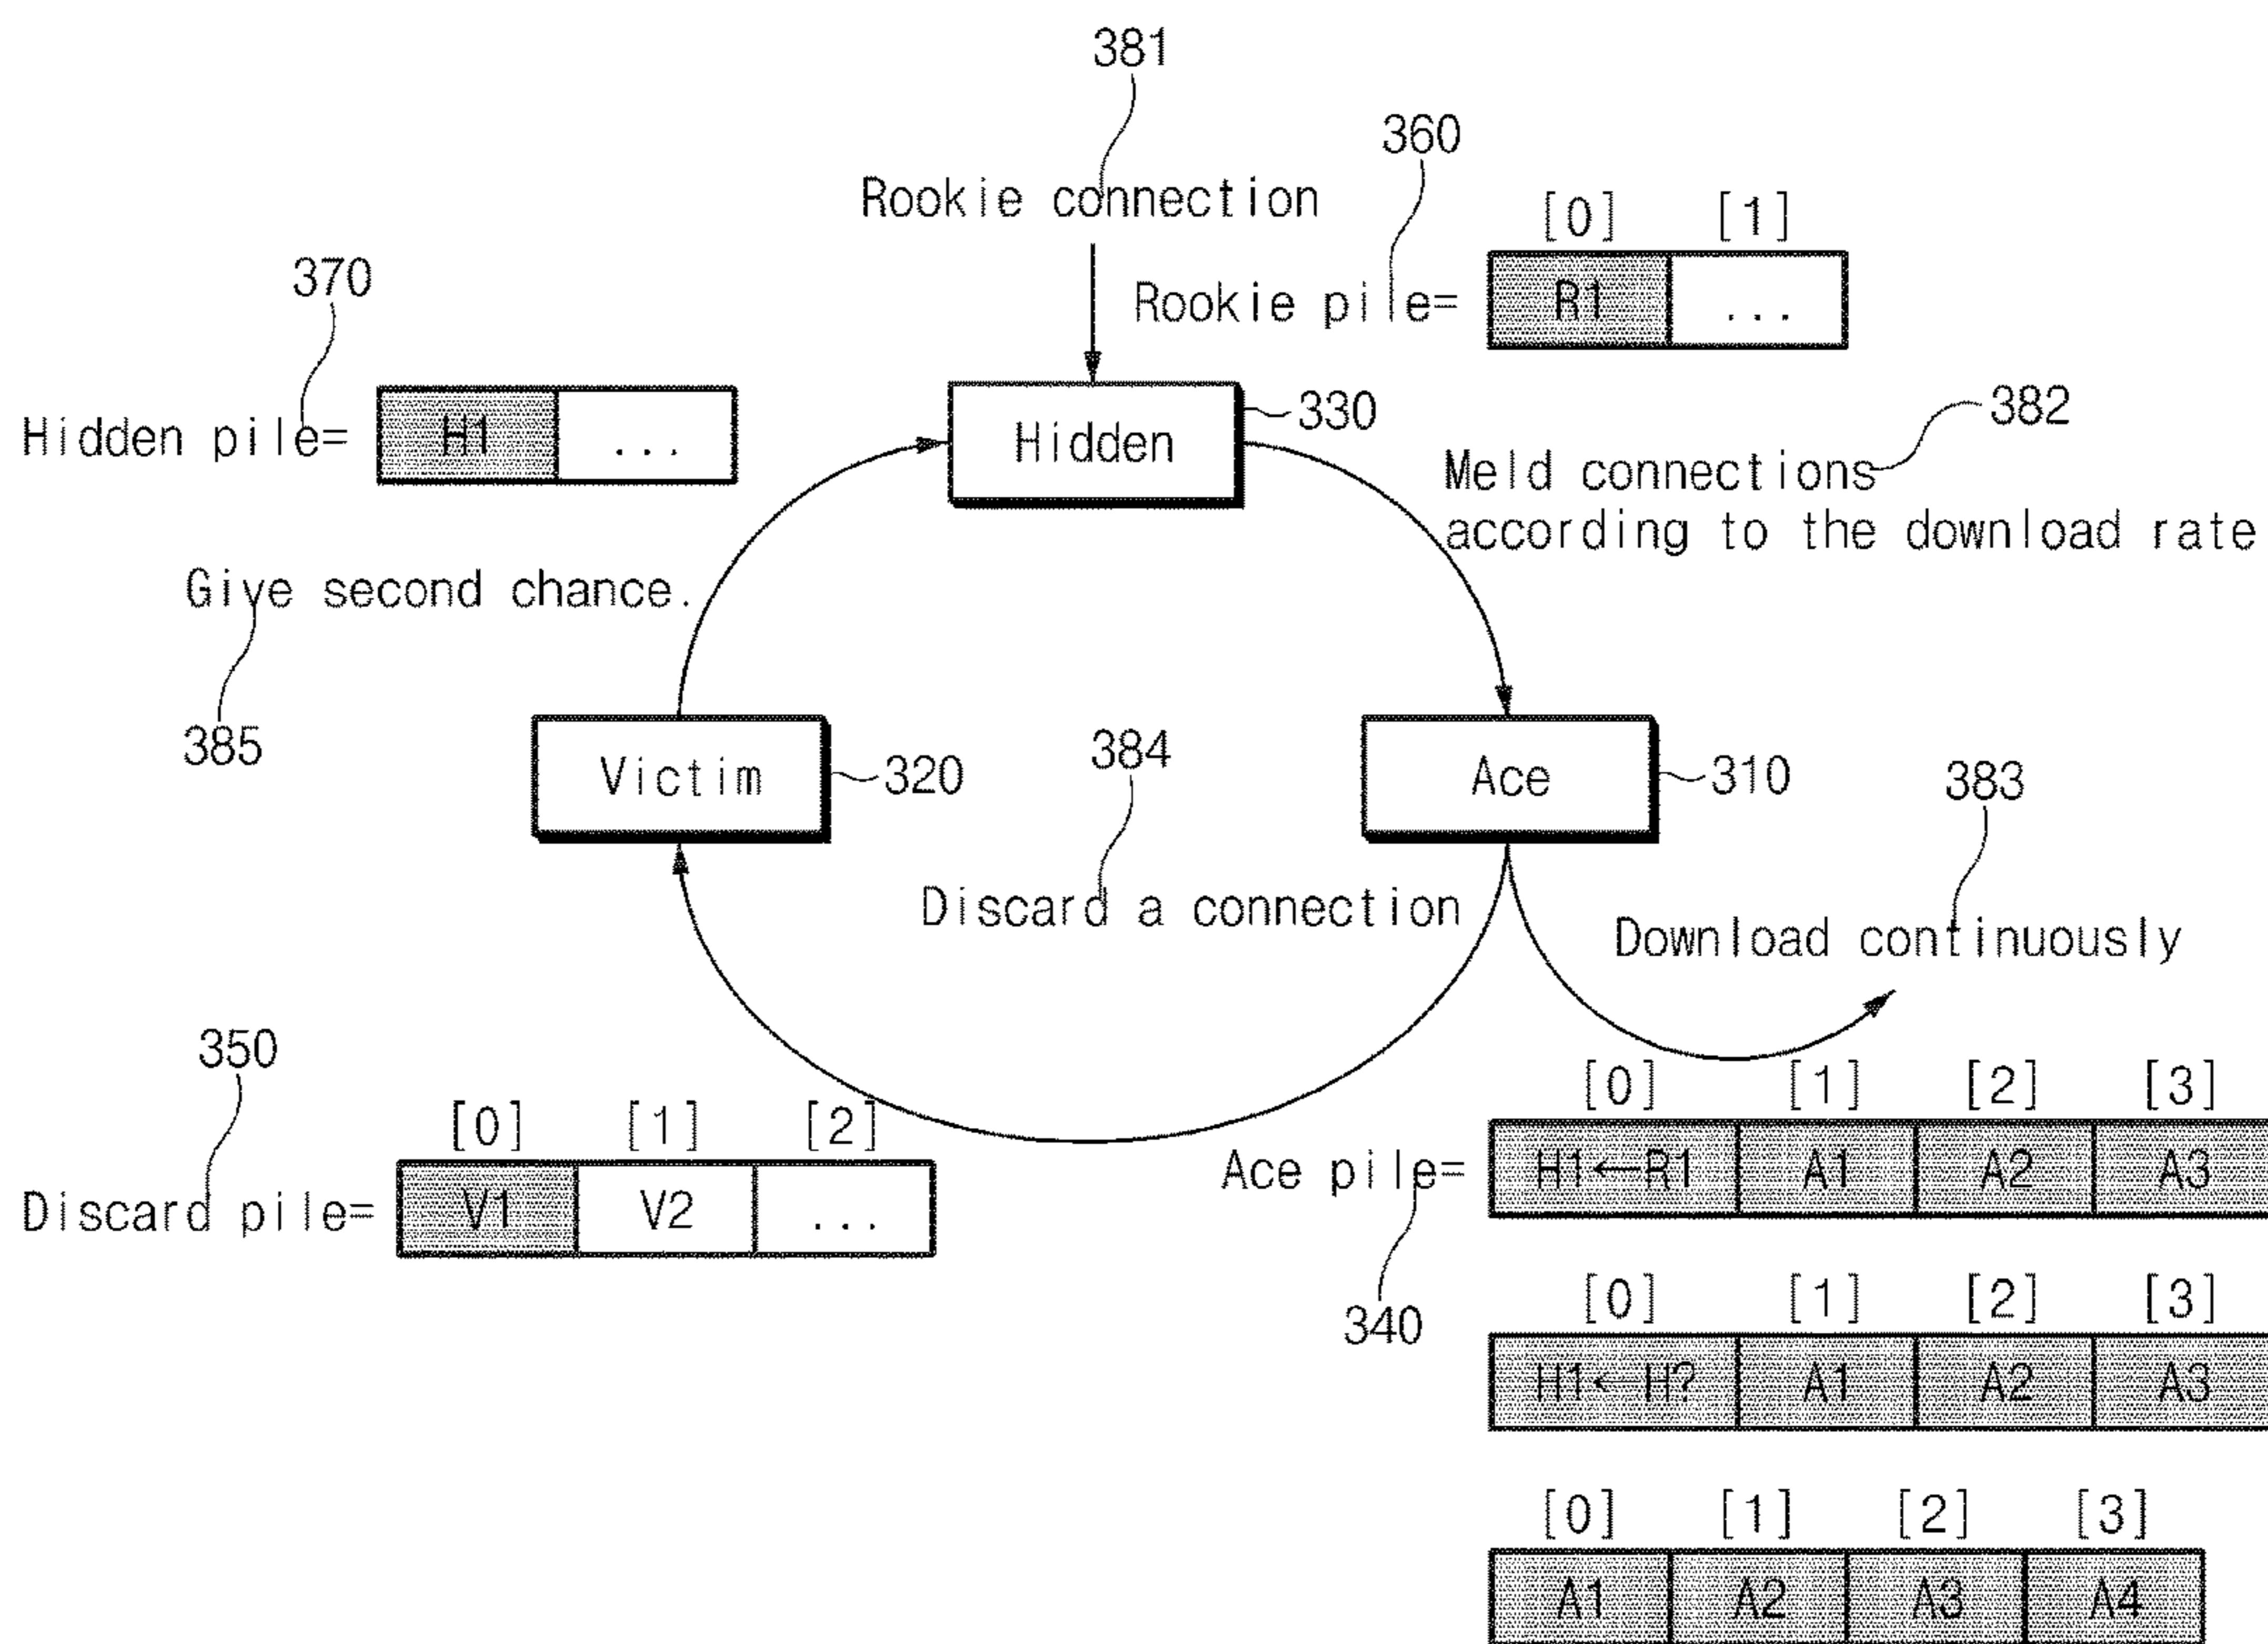 381
360
Rookie connection
[0] [1]
370
Rookie pile= R1 ...
Hidden pile= H1 ...
Hidden 330
382
Meld connections
according to the download rate
Give second chance.
385
384
Victim 320
Ace 310
383
Discard a connection
Download continuously
350
[0] [1] [2]
Discard pile= V1 V2 ...
[0] [1] [2] [3]
Ace pile= H1←R1 A1 A2 A3
340
[0] [1] [2] [3]
H1←H? A1 A2 A3
[0] [1] [2] [3]
A1 A2 A3 A4